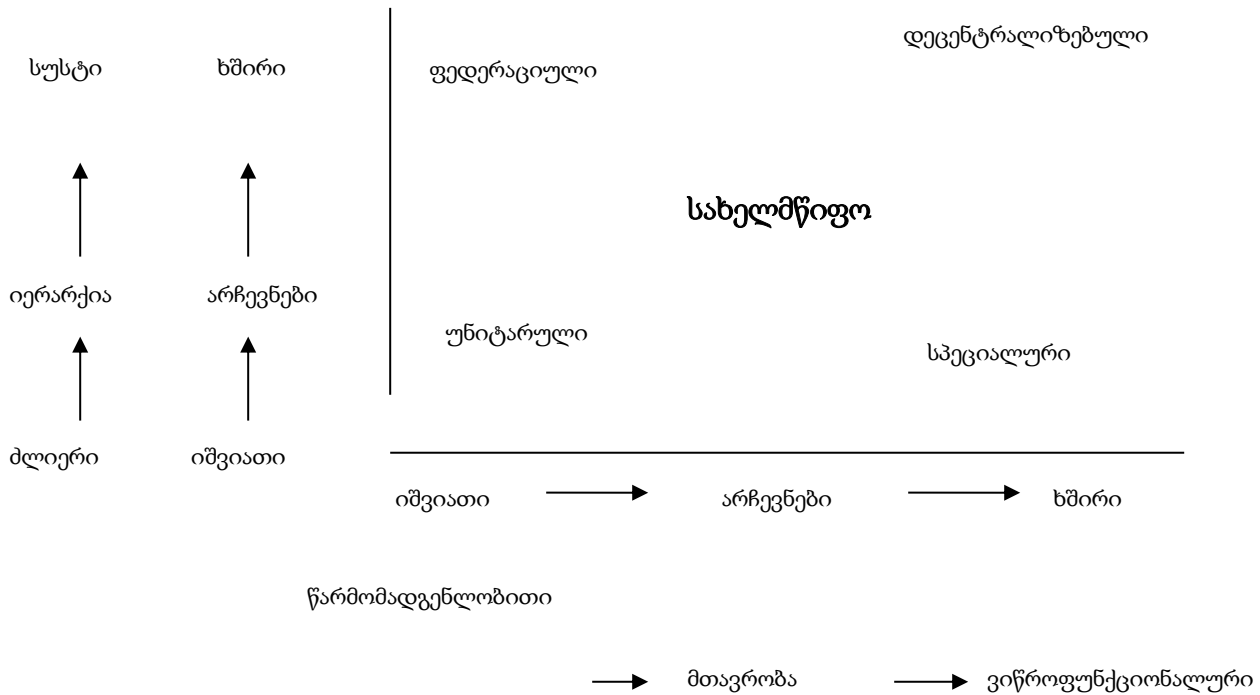 დეცენტრალიზებული
სუსტი ხშირი ფედერაციული
სახელმწიფო
იერარქია არჩევნები
უნიტარული
სპეციალური
ძლიერი იშვიათი
იშვიათი არჩევნები ხშირი
წარმომადგენლობითი
მთავრობა ვიწროფუნქციონალური